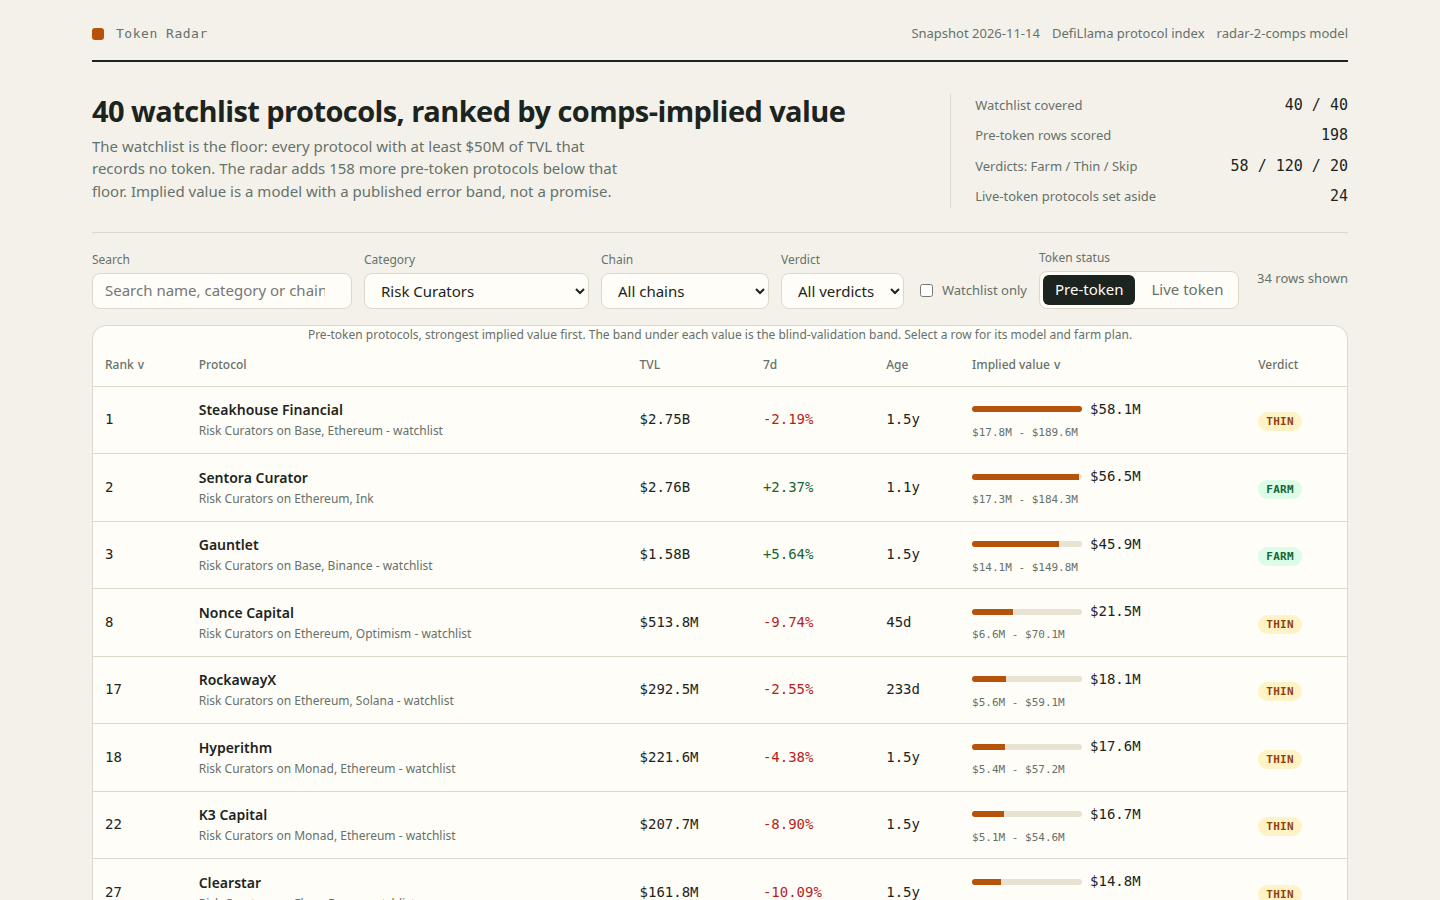 Token Radar
Snapshot 2026-11-14 DefiLlama protocol index radar-2-comps model
40 watchlist protocols, ranked by comps-implied value
The watchlist is the floor: every protocol with at least $50M of TVL that
records no token. The radar adds 158 more pre-token protocols below that
floor. Implied value is a model with a published error band, not a promise.
Watchlist covered 40 / 40
Pre-token rows scored 198
Verdicts: Farm / Thin / Skip 58 / 120 / 20
Live-token protocols set aside 24
Search Category Chain Verdict Token status
Search name, category or chain Risk Curators All chains All verdicts Watchlist only Pre-token Live token 34 rows shown
Pre-token protocols, strongest implied value first. The band under each value is the blind-validation band. Select a row for its model and farm plan.
Rank v Protocol TVL 7d Age Implied value v Verdict
1 Steakhouse Financial $2.75B -2.19% 1.5y $58.1M THIN
Risk Curators on Base, Ethereum - watchlist $17.8M - $189.6M
2 Sentora Curator $2.76B +2.37% 1.1y $56.5M FARM
Risk Curators on Ethereum, Ink $17.3M - $184.3M
3 Gauntlet $1.58B +5.64% 1.5y $45.9M FARM
Risk Curators on Base, Binance - watchlist $14.1M - $149.8M
8 Nonce Capital $513.8M -9.74% 45d $21.5M THIN
Risk Curators on Ethereum, Optimism - watchlist $6.6M - $70.1M
17 RockawayX $292.5M -2.55% 233d $18.1M THIN
Risk Curators on Ethereum, Solana - watchlist $5.6M - $59.1M
18 Hyperithm $221.6M -4.38% 1.5y $17.6M THIN
Risk Curators on Monad, Ethereum - watchlist $5.4M - $57.2M
22 K3 Capital $207.7M -8.90% 1.5y $16.7M THIN
Risk Curators on Monad, Ethereum - watchlist $5.1M - $54.6M
27 Clearstar $161.8M -10.09% 1.5y $14.8M THIN